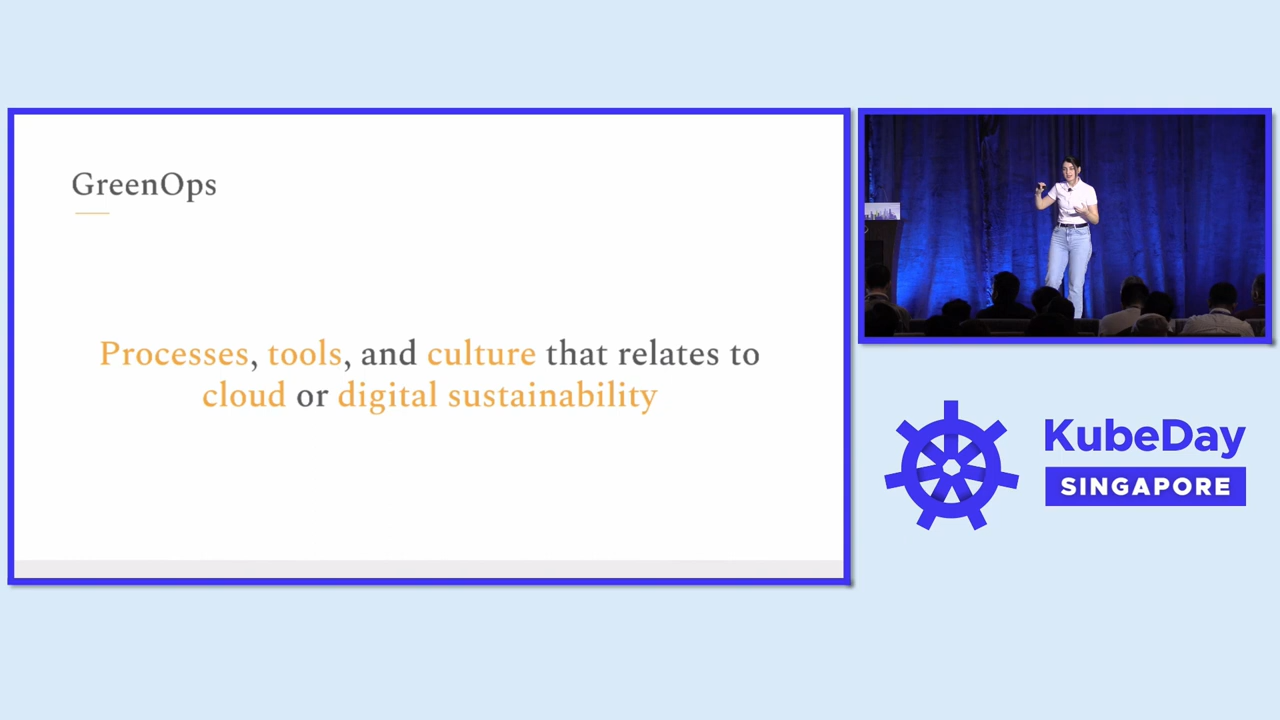 GreenOps
Processes, tools, and culture that relates to
cloud or digital sustainability
KubeDay
SINGAPORE